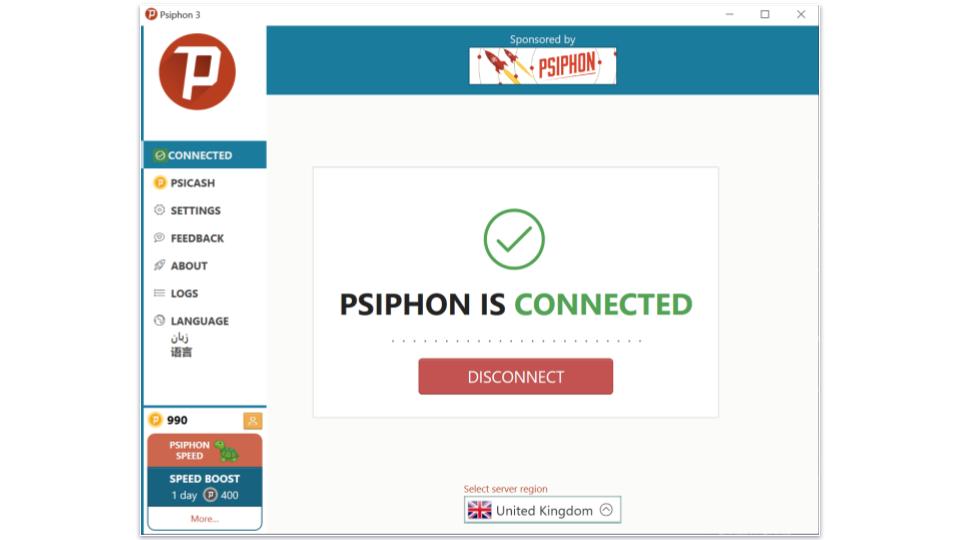 Psiphon 3
Sponsored by
PSIPHON
CONNECTED
PSICASH
SETTINGS
FEEDBACK
ABOUT
LOGS
LANGUAGE
زبان
语言
PSIPHON IS CONNECTED
DISCONNECT
990
PSIPHON
SPEED
SPEED BOOST
1 day P 400
More...
Select server region
United Kingdom